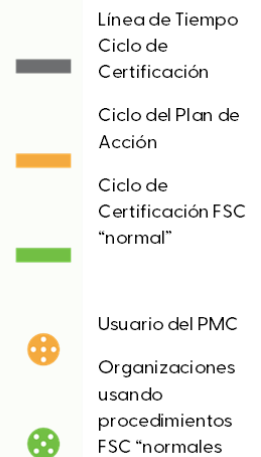 Línea de Tiempo
Ciclo de
Certificación
Ciclo del Plan de
Acción
Ciclo de
Certificación FSC
“normal”
Usuario del PMC
Organizaciones
usando
procedimientos
FSC “normales